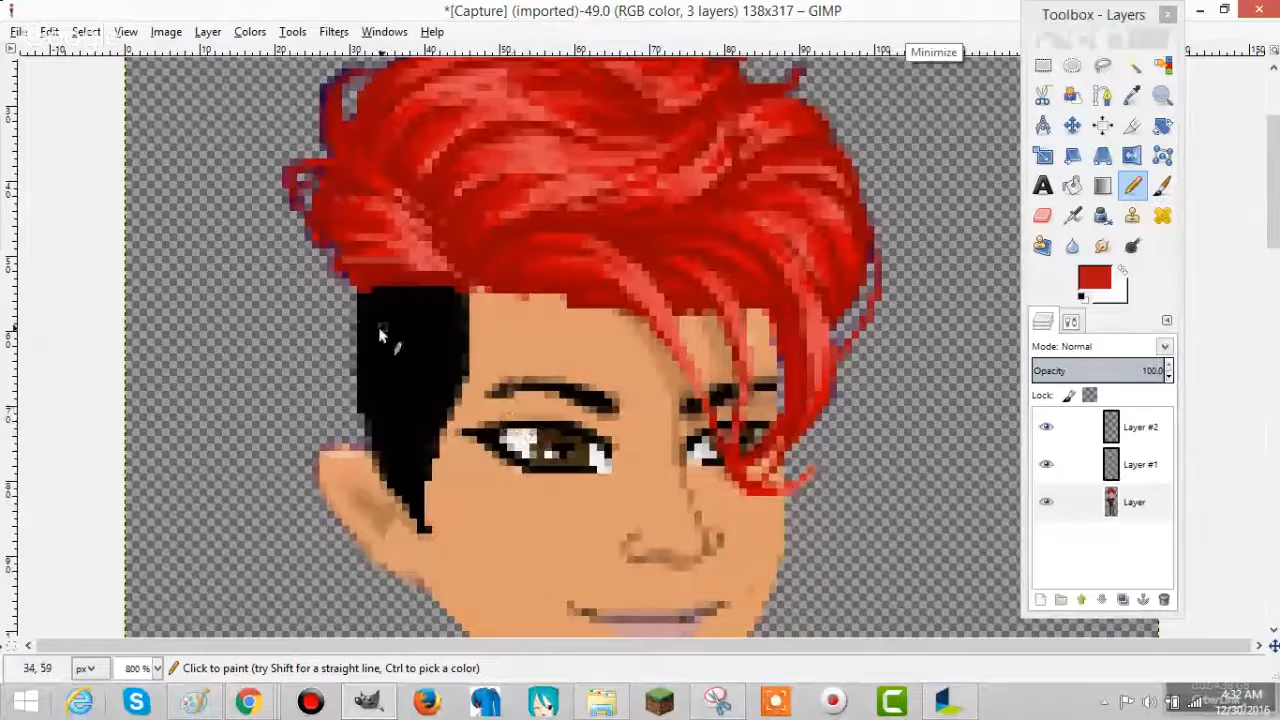 *[Capture] (imported)-49.0 (RGB color, 3 layers) 138x317 – GIMP
File Edit Select View Image Layer Colors Tools Filters Windows Help
Minimize
Toolbox - Layers
Mode: Normal
Opacity 100.0
Lock:
Layer #2
Layer #1
Layer
34, 59 px 800 % Click to paint (try Shift for a straight line, Ctrl to pick a color)
4:32 AM
12/30/2016